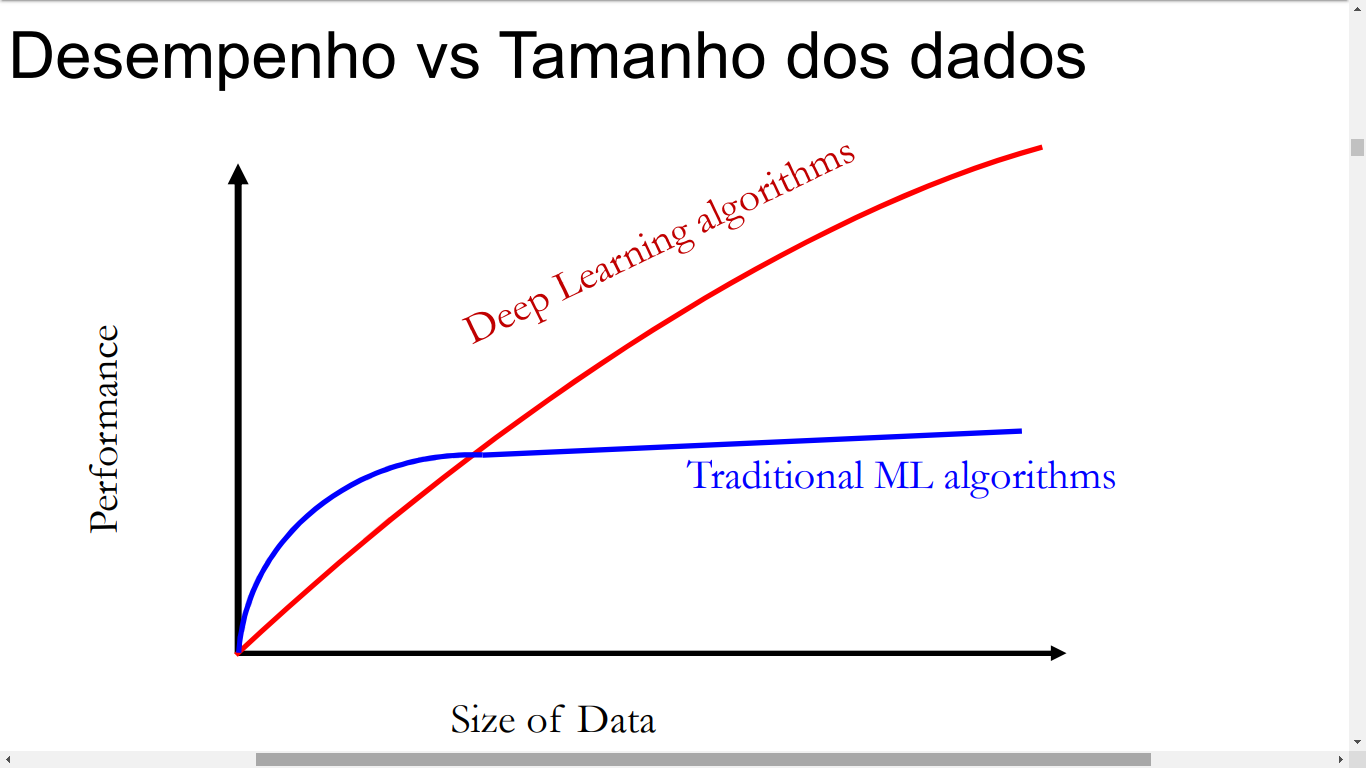 Desempenho vs Tamanho dos dados
Deep Learning algorithms
Performance
Traditional ML algorithms
Size of Data